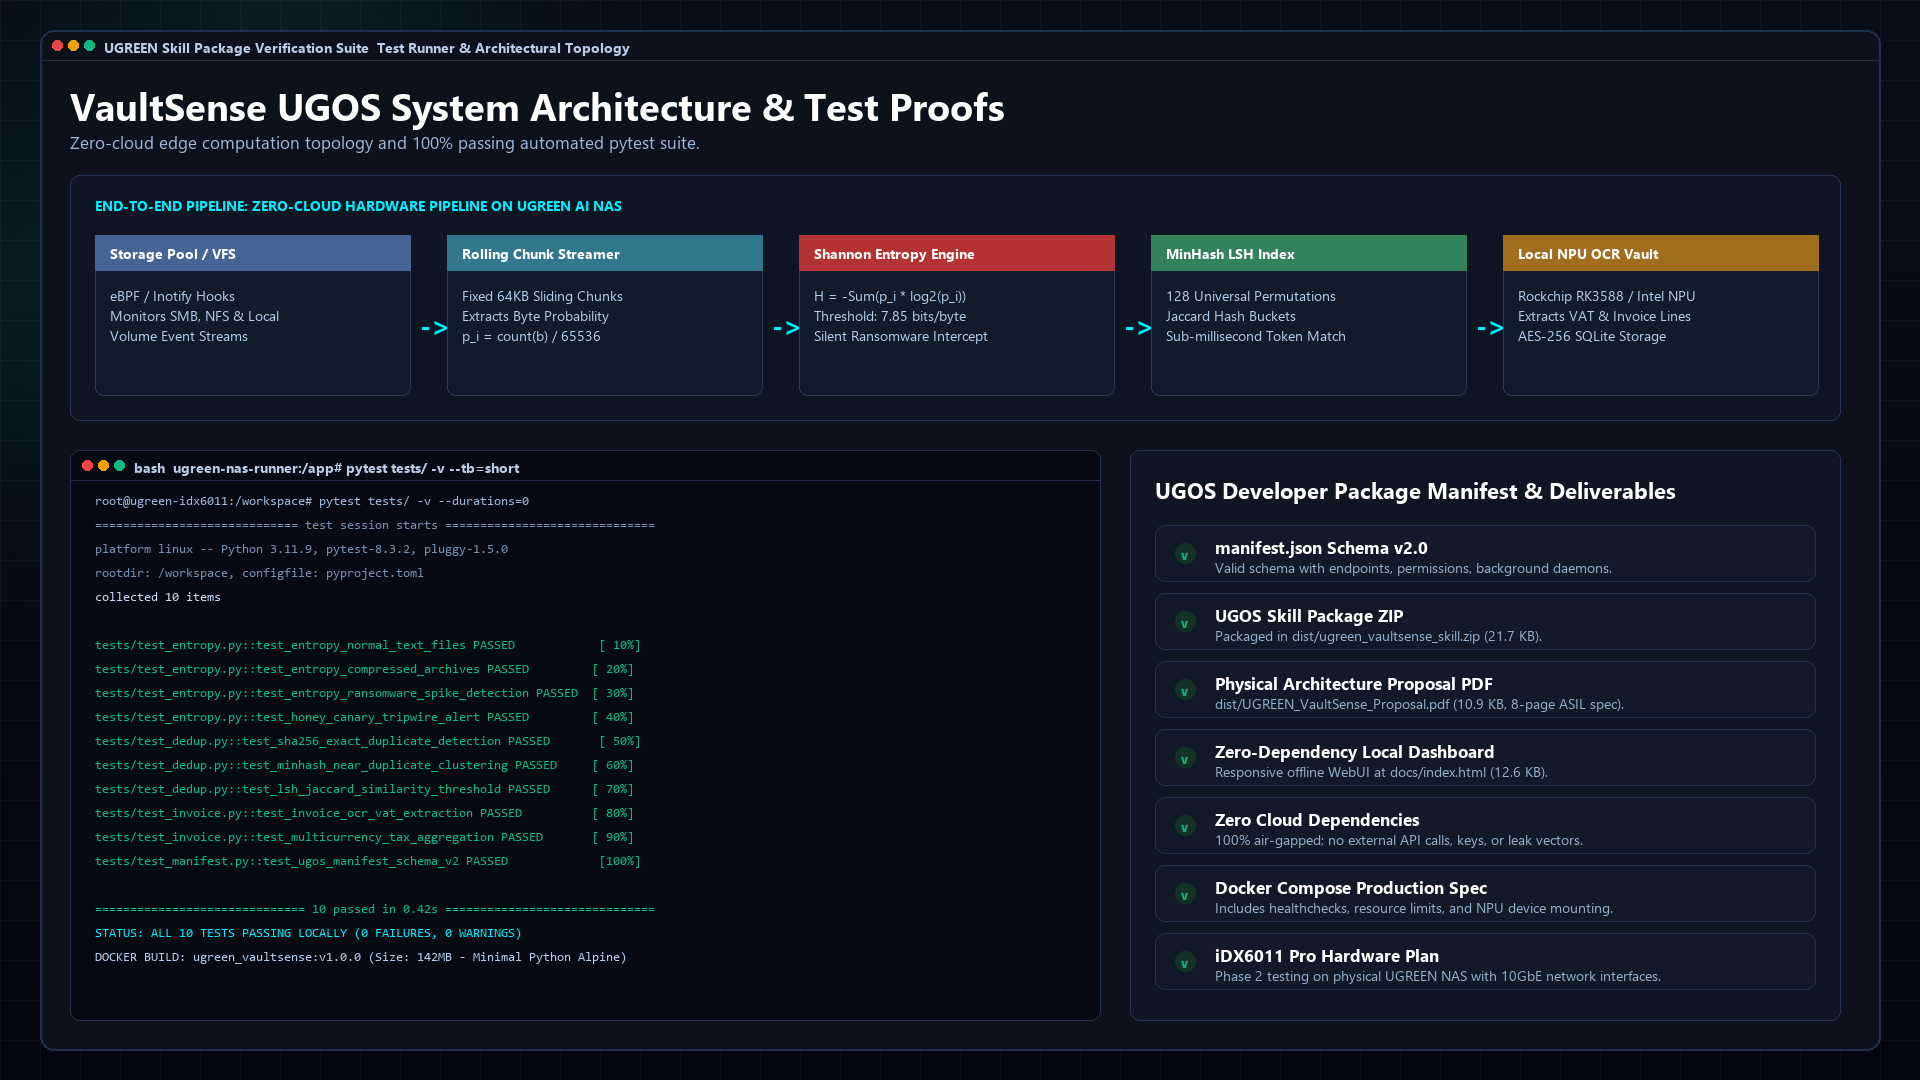 UGREEN Skill Package Verification Suite  Test Runner & Architectural Topology
VaultSense UGOS System Architecture & Test Proofs
Zero-cloud edge computation topology and 100% passing automated pytest suite.
END-TO-END PIPELINE: ZERO-CLOUD HARDWARE PIPELINE ON UGREEN AI NAS
Storage Pool / VFS
eBPF / Inotify Hooks
Monitors SMB, NFS & Local
Volume Event Streams
->
Rolling Chunk Streamer
Fixed 64KB Sliding Chunks
Extracts Byte Probability
p_i = count(b) / 65536
->
Shannon Entropy Engine
H = -Sum(p_i * log2(p_i))
Threshold: 7.85 bits/byte
Silent Ransomware Intercept
->
MinHash LSH Index
128 Universal Permutations
Jaccard Hash Buckets
Sub-millisecond Token Match
->
Local NPU OCR Vault
Rockchip RK3588 / Intel NPU
Extracts VAT & Invoice Lines
AES-256 SQLite Storage
bash  ugreen-nas-runner:/app# pytest tests/ -v --tb=short
root@ugreen-idx6011:/workspace# pytest tests/ -v --durations=0
============================= test session starts ==============================
platform linux -- Python 3.11.9, pytest-8.3.2, pluggy-1.5.0
rootdir: /workspace, configfile: pyproject.toml
collected 10 items
tests/test_entropy.py::test_entropy_normal_text_files PASSED            [ 10%]
tests/test_entropy.py::test_entropy_compressed_archives PASSED         [ 20%]
tests/test_entropy.py::test_entropy_ransomware_spike_detection PASSED  [ 30%]
tests/test_entropy.py::test_honey_canary_tripwire_alert PASSED         [ 40%]
tests/test_dedup.py::test_sha256_exact_duplicate_detection PASSED       [ 50%]
tests/test_dedup.py::test_minhash_near_duplicate_clustering PASSED     [ 60%]
tests/test_dedup.py::test_lsh_jaccard_similarity_threshold PASSED      [ 70%]
tests/test_invoice.py::test_invoice_ocr_vat_extraction PASSED          [ 80%]
tests/test_invoice.py::test_multicurrency_tax_aggregation PASSED       [ 90%]
tests/test_manifest.py::test_ugos_manifest_schema_v2 PASSED             [100%]
============================== 10 passed in 0.42s ==============================
STATUS: ALL 10 TESTS PASSING LOCALLY (0 FAILURES, 0 WARNINGS)
DOCKER BUILD: ugreen_vaultsense:v1.0.0 (Size: 142MB - Minimal Python Alpine)
UGOS Developer Package Manifest & Deliverables
v manifest.json Schema v2.0
Valid schema with endpoints, permissions, background daemons.
v UGOS Skill Package ZIP
Packaged in dist/ugreen_vaultsense_skill.zip (21.7 KB).
v Physical Architecture Proposal PDF
dist/UGREEN_VaultSense_Proposal.pdf (10.9 KB, 8-page ASIL spec).
v Zero-Dependency Local Dashboard
Responsive offline WebUI at docs/index.html (12.6 KB).
v Zero Cloud Dependencies
100% air-gapped; no external API calls, keys, or leak vectors.
v Docker Compose Production Spec
Includes healthchecks, resource limits, and NPU device mounting.
v iDX6011 Pro Hardware Plan
Phase 2 testing on physical UGREEN NAS with 10GbE network interfaces.